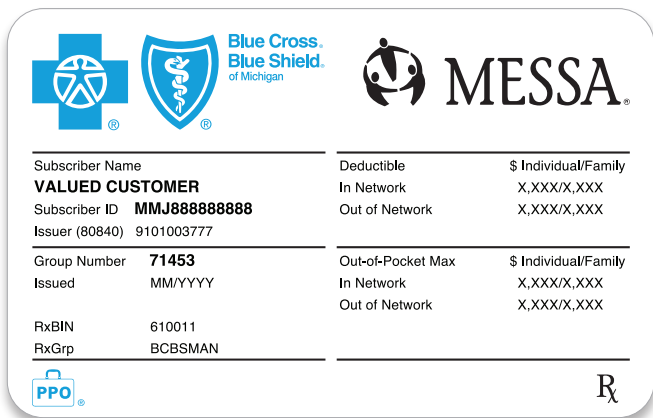 Blue Cross®
Blue Shield®
of Michigan
®
®
MESSA®
Subscriber Name
VALUED CUSTOMER
Subscriber ID MMJ888888888
Issuer (80840) 9101003777
Group Number 71453
Issued MM/YYYY
RxBIN 610011
RxGrp BCBSMAN
PPO®
Deductible $ Individual/Family
In Network X,XXX/X,XXX
Out of Network X,XXX/X,XXX
Out-of-Pocket Max $ Individual/Family
In Network X,XXX/X,XXX
Out of Network X,XXX/X,XXX
Rx